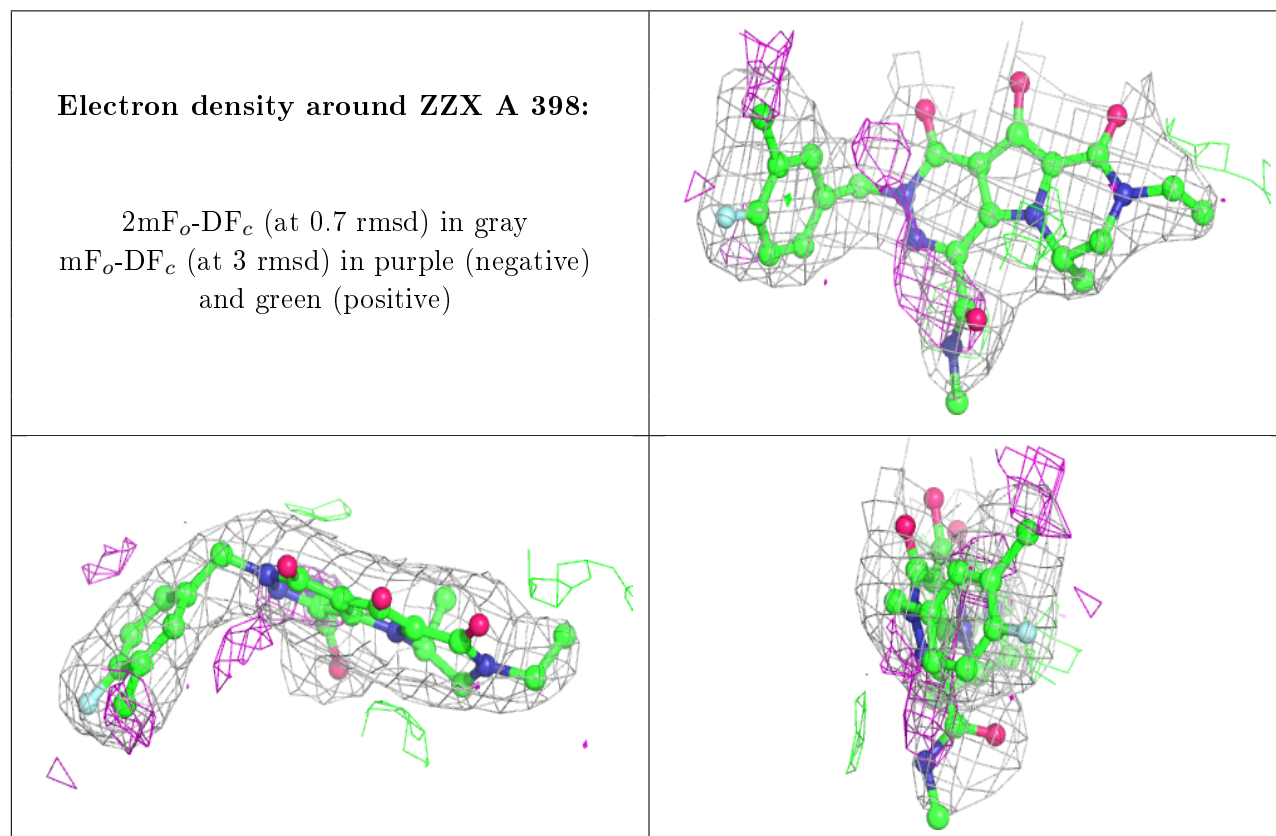 Electron density around ZZX A 398:
2mFo-DFc (at 0.7 rmsd) in gray
mFo-DFc (at 3 rmsd) in purple (negative)
and green (positive)